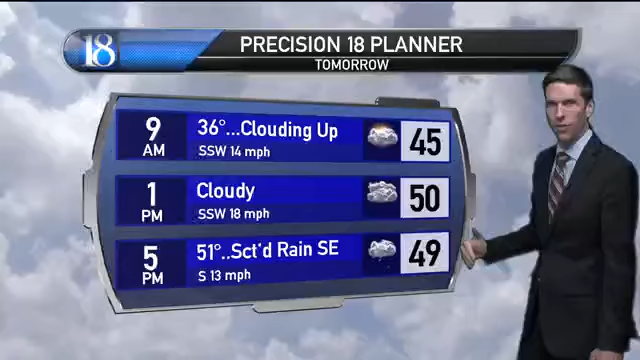 18
PRECISION 18 PLANNER
TOMORROW
9 AM
36°...Clouding Up
SSW 14 mph
45
1 PM
Cloudy
SSW 18 mph
50
5 PM
51°..Sct'd Rain SE
S 13 mph
49